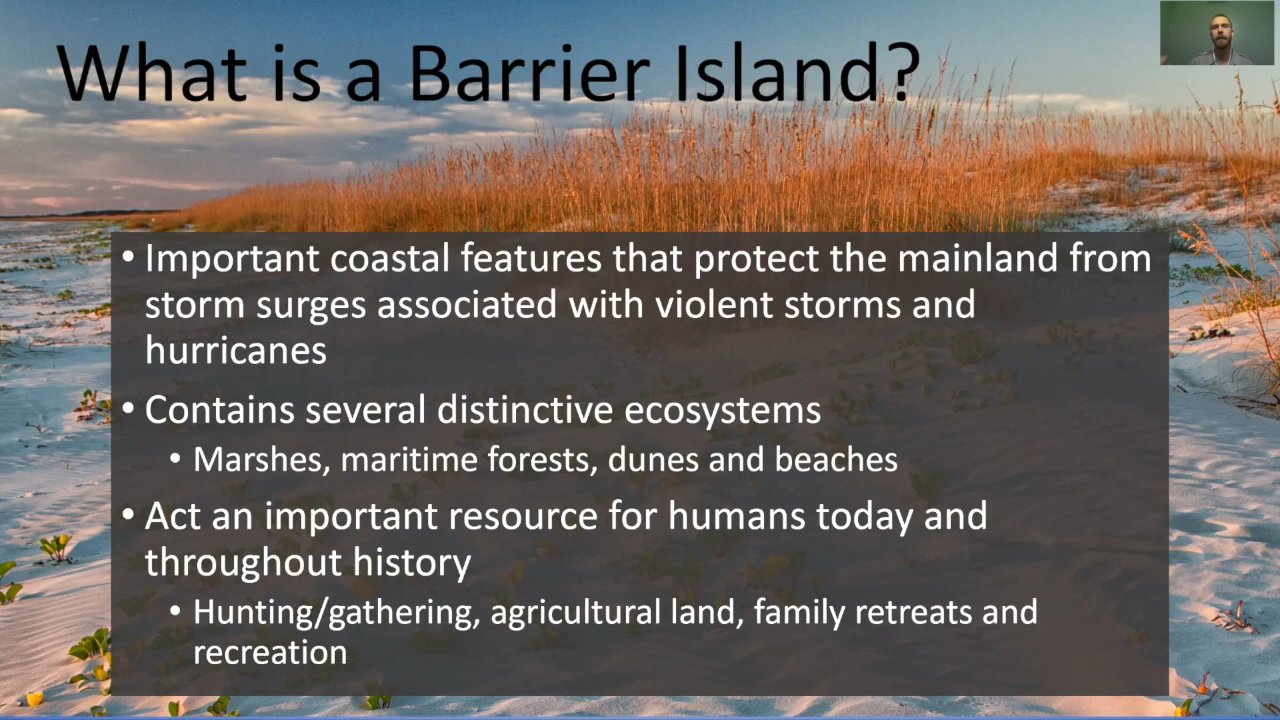 What is a Barrier Island?
• Important coastal features that protect the mainland from
storm surges associated with violent storms and
hurricanes
• Contains several distinctive ecosystems
• Marshes, maritime forests, dunes and beaches
• Act an important resource for humans today and
throughout history
• Hunting/gathering, agricultural land, family retreats and
recreation